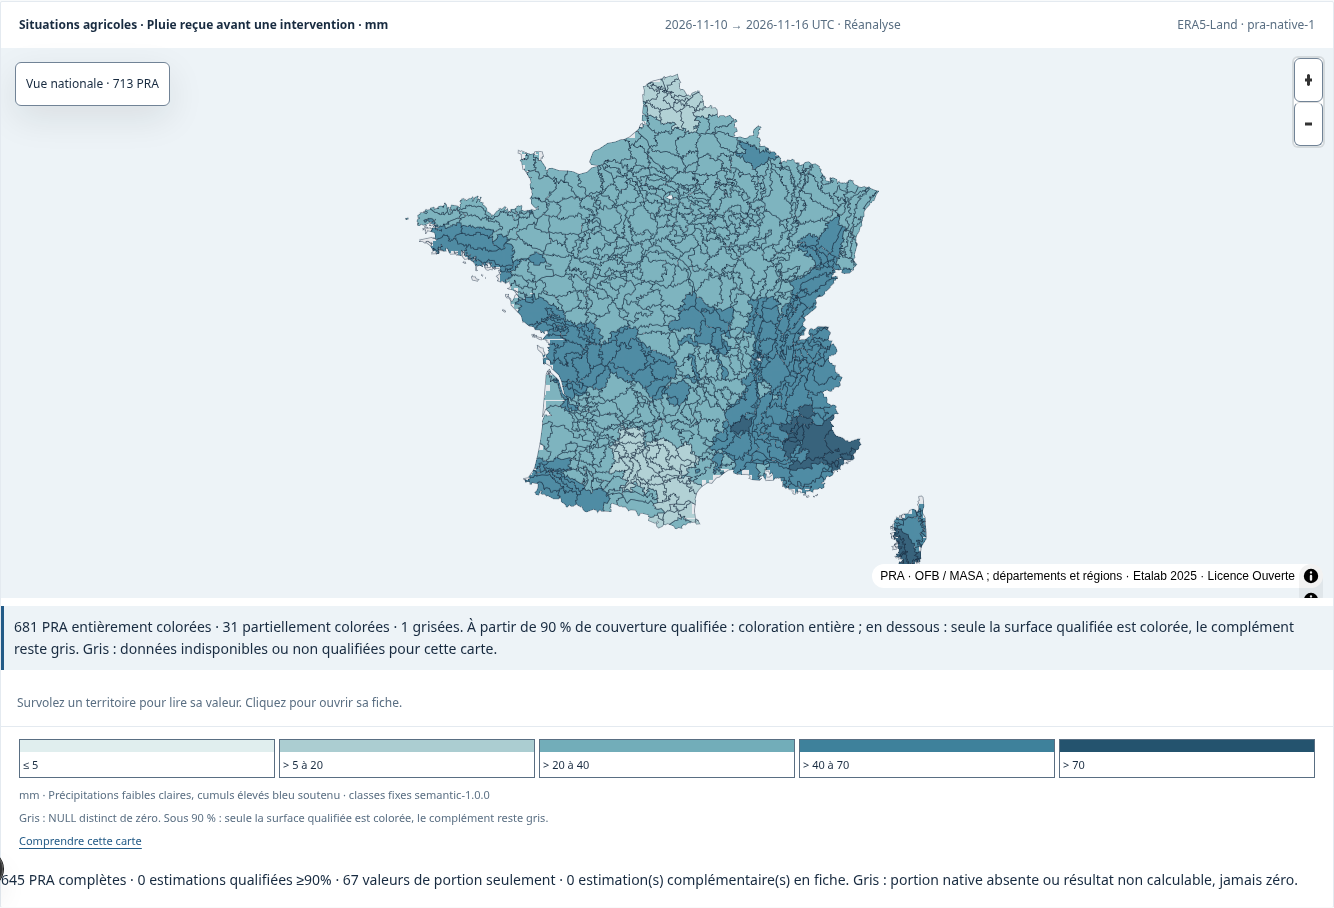 Situations agricoles · Pluie reçue avant une intervention · mm
2026-11-10 → 2026-11-16 UTC · Réanalyse
ERA5-Land · pra-native-1
Vue nationale · 713 PRA
+
-
PRA · OFB / MASA ; départements et régions · Etalab 2025 · Licence Ouverte
681 PRA entièrement colorées · 31 partiellement colorées · 1 grisées. À partir de 90 % de couverture qualifiée : coloration entière ; en dessous : seule la surface qualifiée est colorée, le complément
reste gris. Gris : données indisponibles ou non qualifiées pour cette carte.
Survolez un territoire pour lire sa valeur. Cliquez pour ouvrir sa fiche.
≤ 5
> 5 à 20
> 20 à 40
> 40 à 70
> 70
mm · Précipitations faibles claires, cumuls élevés bleu soutenu · classes fixes semantic-1.0.0
Gris : NULL distinct de zéro. Sous 90 % : seule la surface qualifiée est colorée, le complément reste gris.
Comprendre cette carte
645 PRA complètes · 0 estimations qualifiées ≥90% · 67 valeurs de portion seulement · 0 estimation(s) complémentaire(s) en fiche. Gris : portion native absente ou résultat non calculable, jamais zéro.